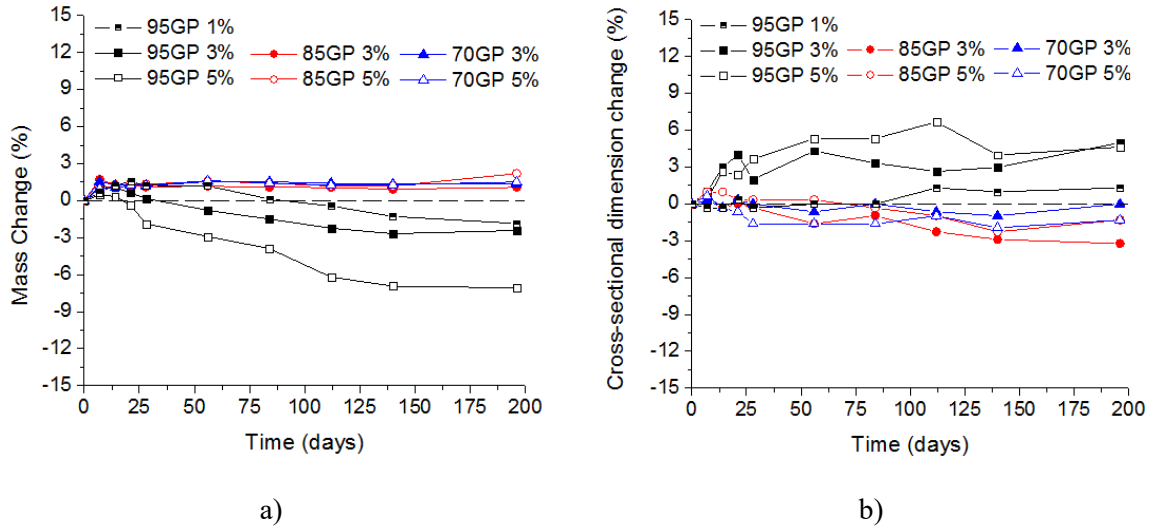 95GP 1%
95GP 3%
85GP 3%
70GP 3%
95GP 5%
85GP 5%
70GP 5%
15
12
9
6
3
0
-3
-6
-9
-12
-15
Mass Change (%)
0 25 50 75 100 125 150 175 200
Time (days)
a)
95GP 1%
95GP 3%
85GP 3%
70GP 3%
95GP 5%
85GP 5%
70GP 5%
15
12
9
6
3
0
-3
-6
-9
-12
-15
Cross-sectional dimension change (%)
0 25 50 75 100 125 150 175 200
Time (days)
b)